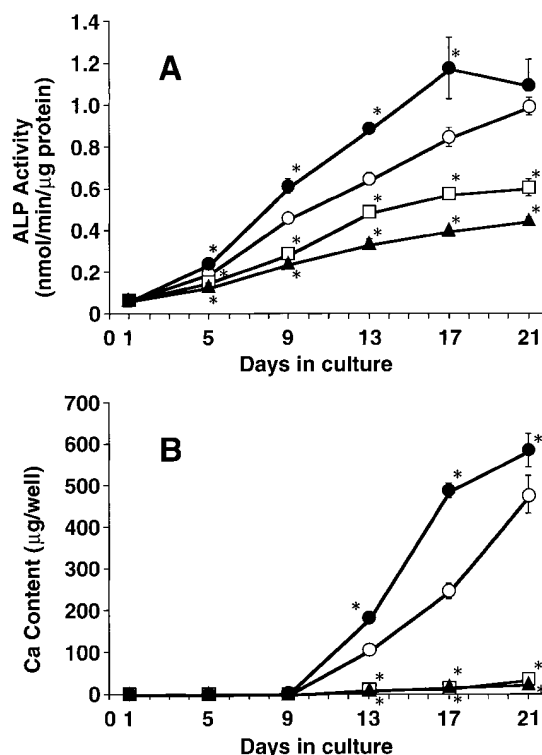 A
ALP Activity
(nmol/min/μg protein)
1.4
1.2
1.0
0.8
0.6
0.4
0.2
0
* * * *
* * * * *
* * * * *
0 1 5 9 13 17 21
Days in culture
B
Ca Content (μg/well)
700
600
500
400
300
200
100
0
* * *
* * *
* * *
0 1 5 9 13 17 21
Days in culture